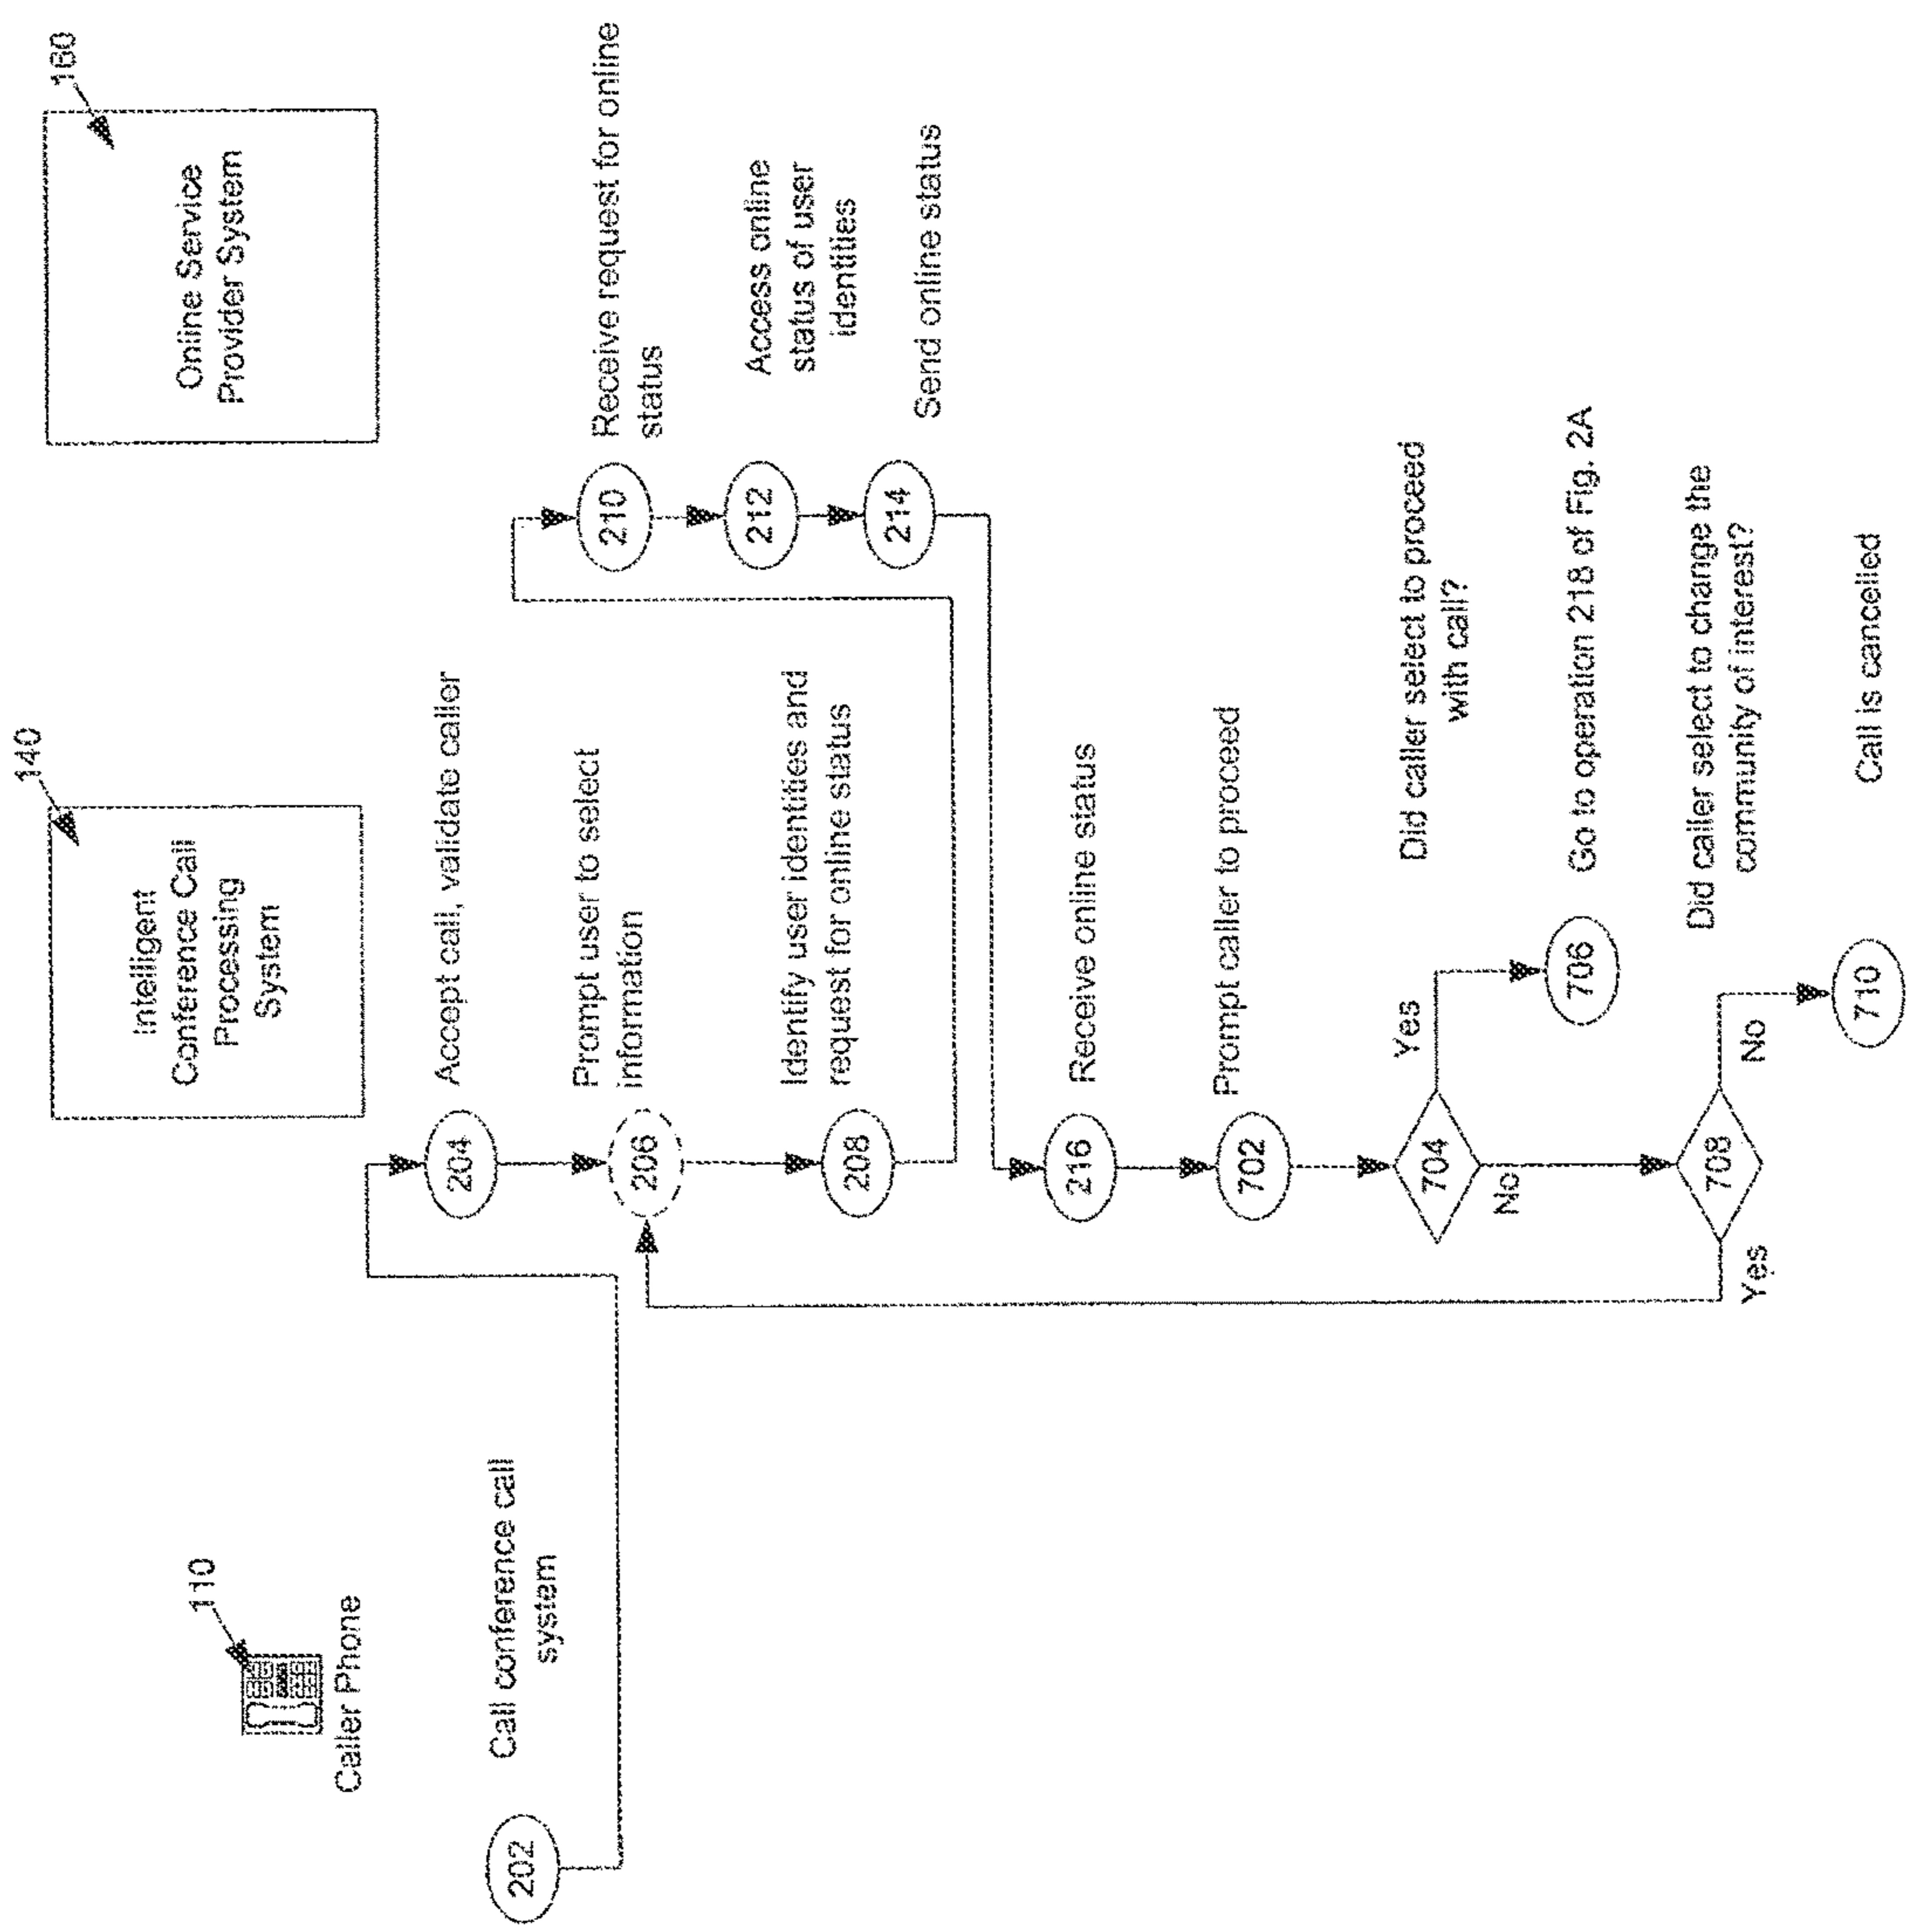 110
Caller Phone
140
Intelligent
Conference Call
Processing
System
160
Online Service
Provider System
202
Call conference call
system
204
Accept call, validate caller
206
Prompt user to select
information
208
Identify user identities and
request for online status
210
Receive request for online
status
212
Access online
status of user
identities
214
Send online status
216
Receive online status
702
Prompt caller to proceed
704
Did caller select to proceed
with call?
Yes
No
706
Go to operation 218 of Fig. 2A
708
Did caller select to change the
community of interest?
Yes
No
710
Call is cancelled